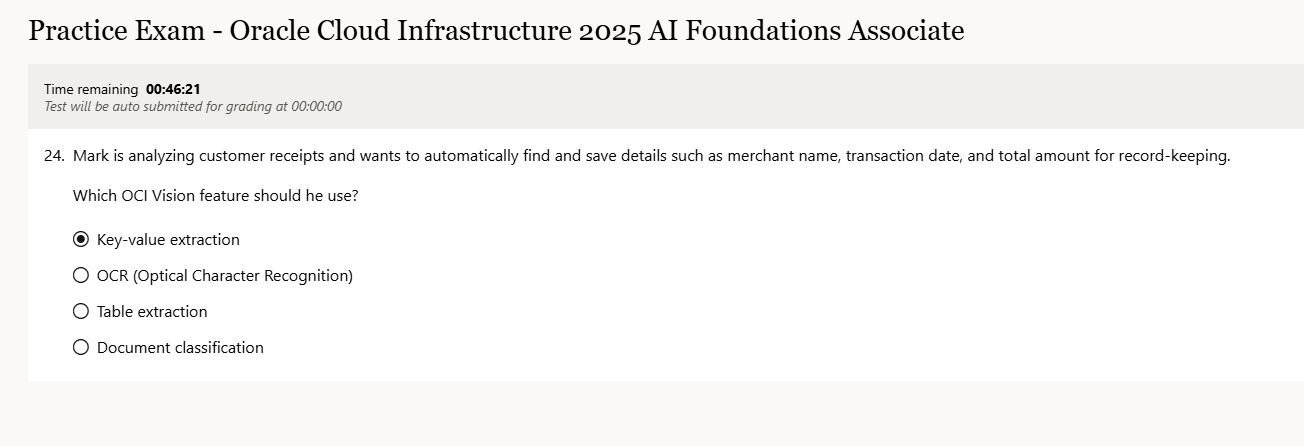 Practice Exam - Oracle Cloud Infrastructure 2025 AI Foundations Associate
Time remaining 00:46:21
Test will be auto submitted for grading at 00:00:00
24. Mark is analyzing customer receipts and wants to automatically find and save details such as merchant name, transaction date, and total amount for record-keeping.
Which OCI Vision feature should he use?
Key-value extraction
OCR (Optical Character Recognition)
Table extraction
Document classification